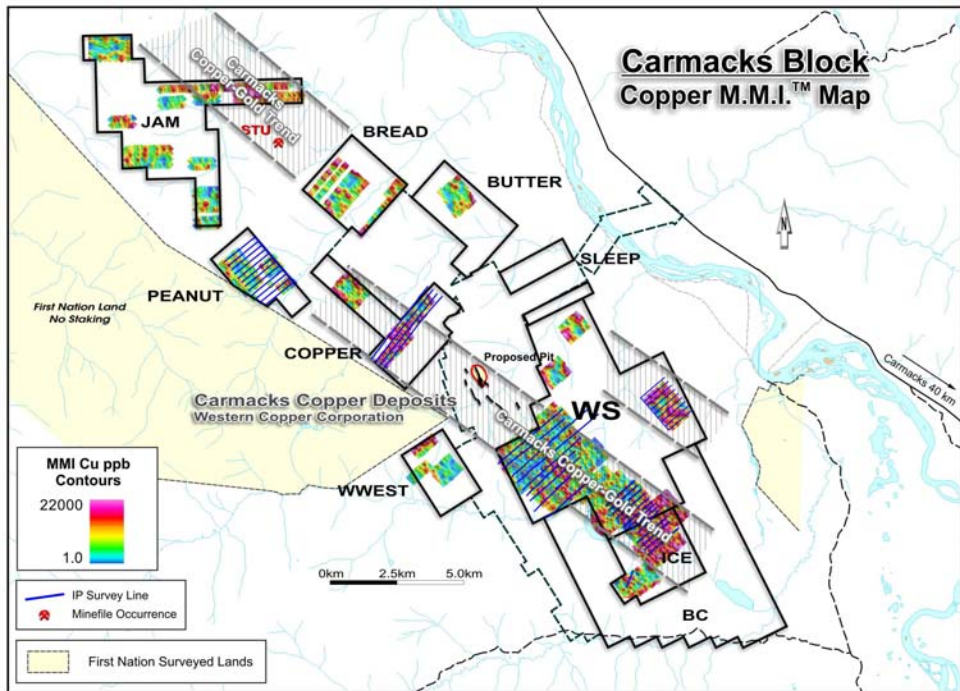 Carmacks Block
Copper M.M.I.™ Map
Carmacks
Copper-Gold Trend
JAM
STU
BREAD
BUTTER
N
SLEEP
PEANUT
First Nation Land
No Staking
COPPER
Proposed Pit
Carmacks 40 km
Carmacks Copper Deposits
Western Copper Corporation
WS
Carmacks Copper-Gold Trend
WWEST
MMI Cu ppb
Contours
22000
1.0
ICE
0km 2.5km 5.0km
BC
IP Survey Line
Minefile Occurrence
First Nation Surveyed Lands